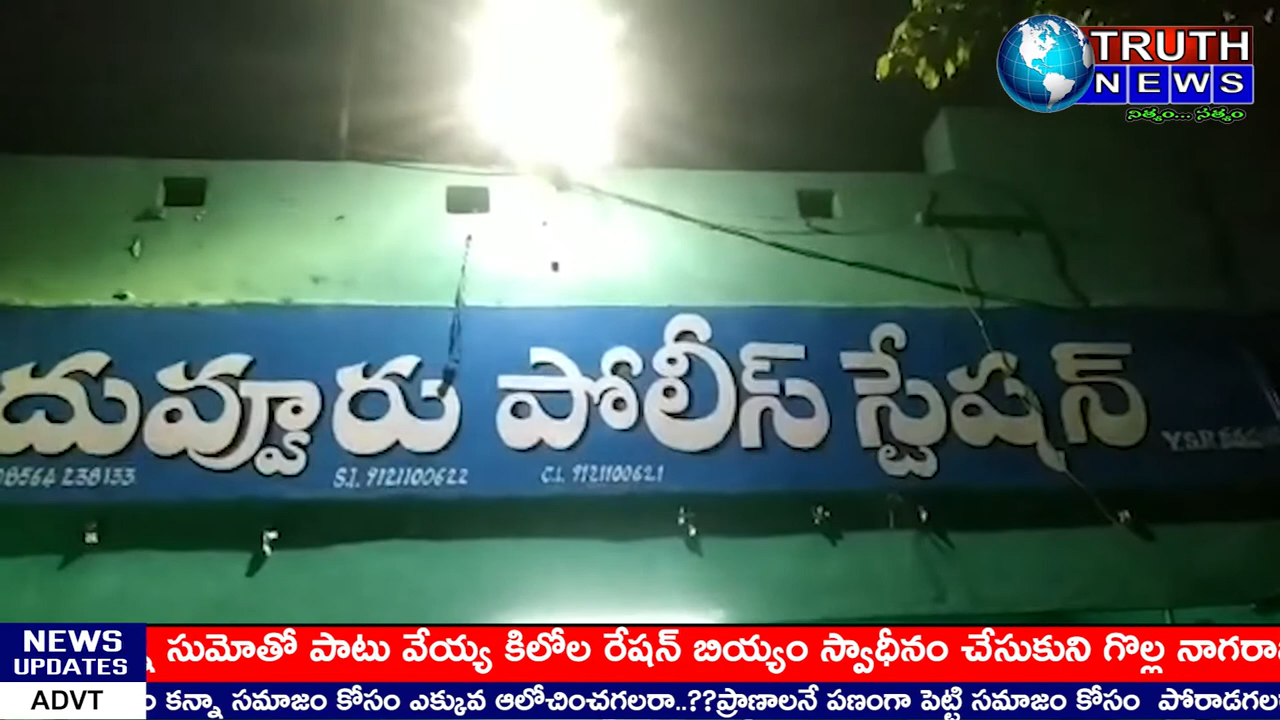 TRUTH
NEWS
నిత్యం... సత్యం
దువ్వూరు పోలీస్ స్టేషన్
08564 238133 S.I. 9121100622 C.I. 9121100621 Y.S.R
NEWS UPDATES
సుమోతో పాటు వేయ్య కిలోల రేషన్ బియ్యం స్వాధీనం చేసుకుని గొల్ల
ADVT
కన్నా సమాజం కోసం ఎక్కువ ఆలోచించగలరా..??ప్రాణాలనే పణంగా పెట్టి సమాజం కోసం